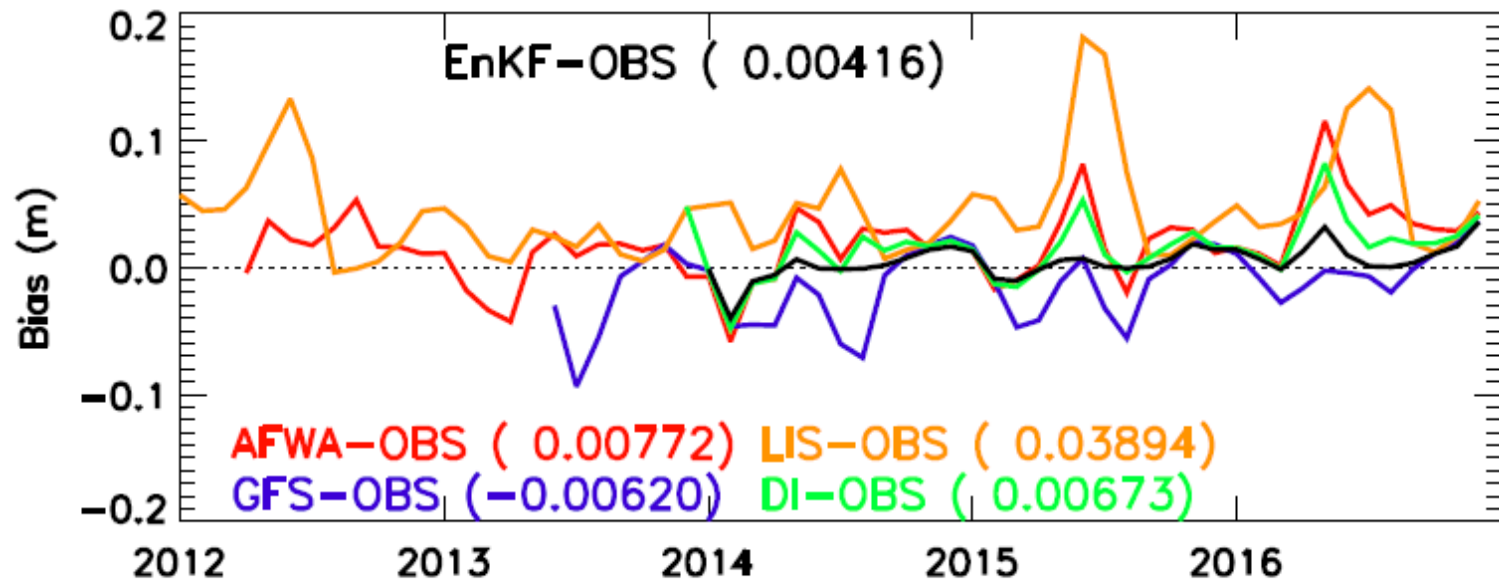 0.2
EnKF-OBS ( 0.00416)
0.1
0.0
Bias (m)
-0.1
AFWA-OBS ( 0.00772) LIS-OBS ( 0.03894)
GFS-OBS (-0.00620) DI-OBS ( 0.00673)
-0.2
2012 2013 2014 2015 2016